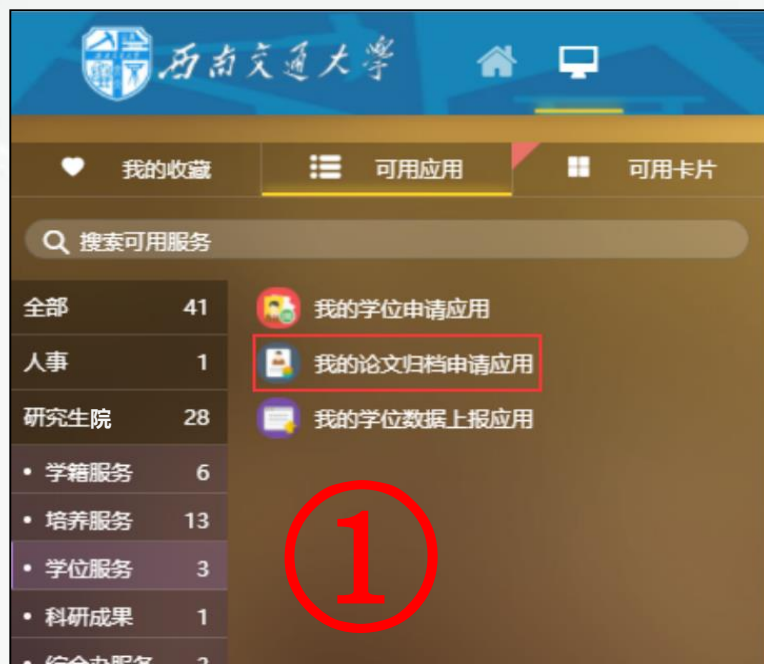 西南交通大学
我的收藏 可用应用 可用卡片
搜索可用服务
全部 41 我的学位申请应用
人事 1 我的论文归档申请应用
研究生院 28 我的学位数据上报应用
• 学籍服务 6
• 培养服务 13
• 学位服务 3
• 科研成果 1
①